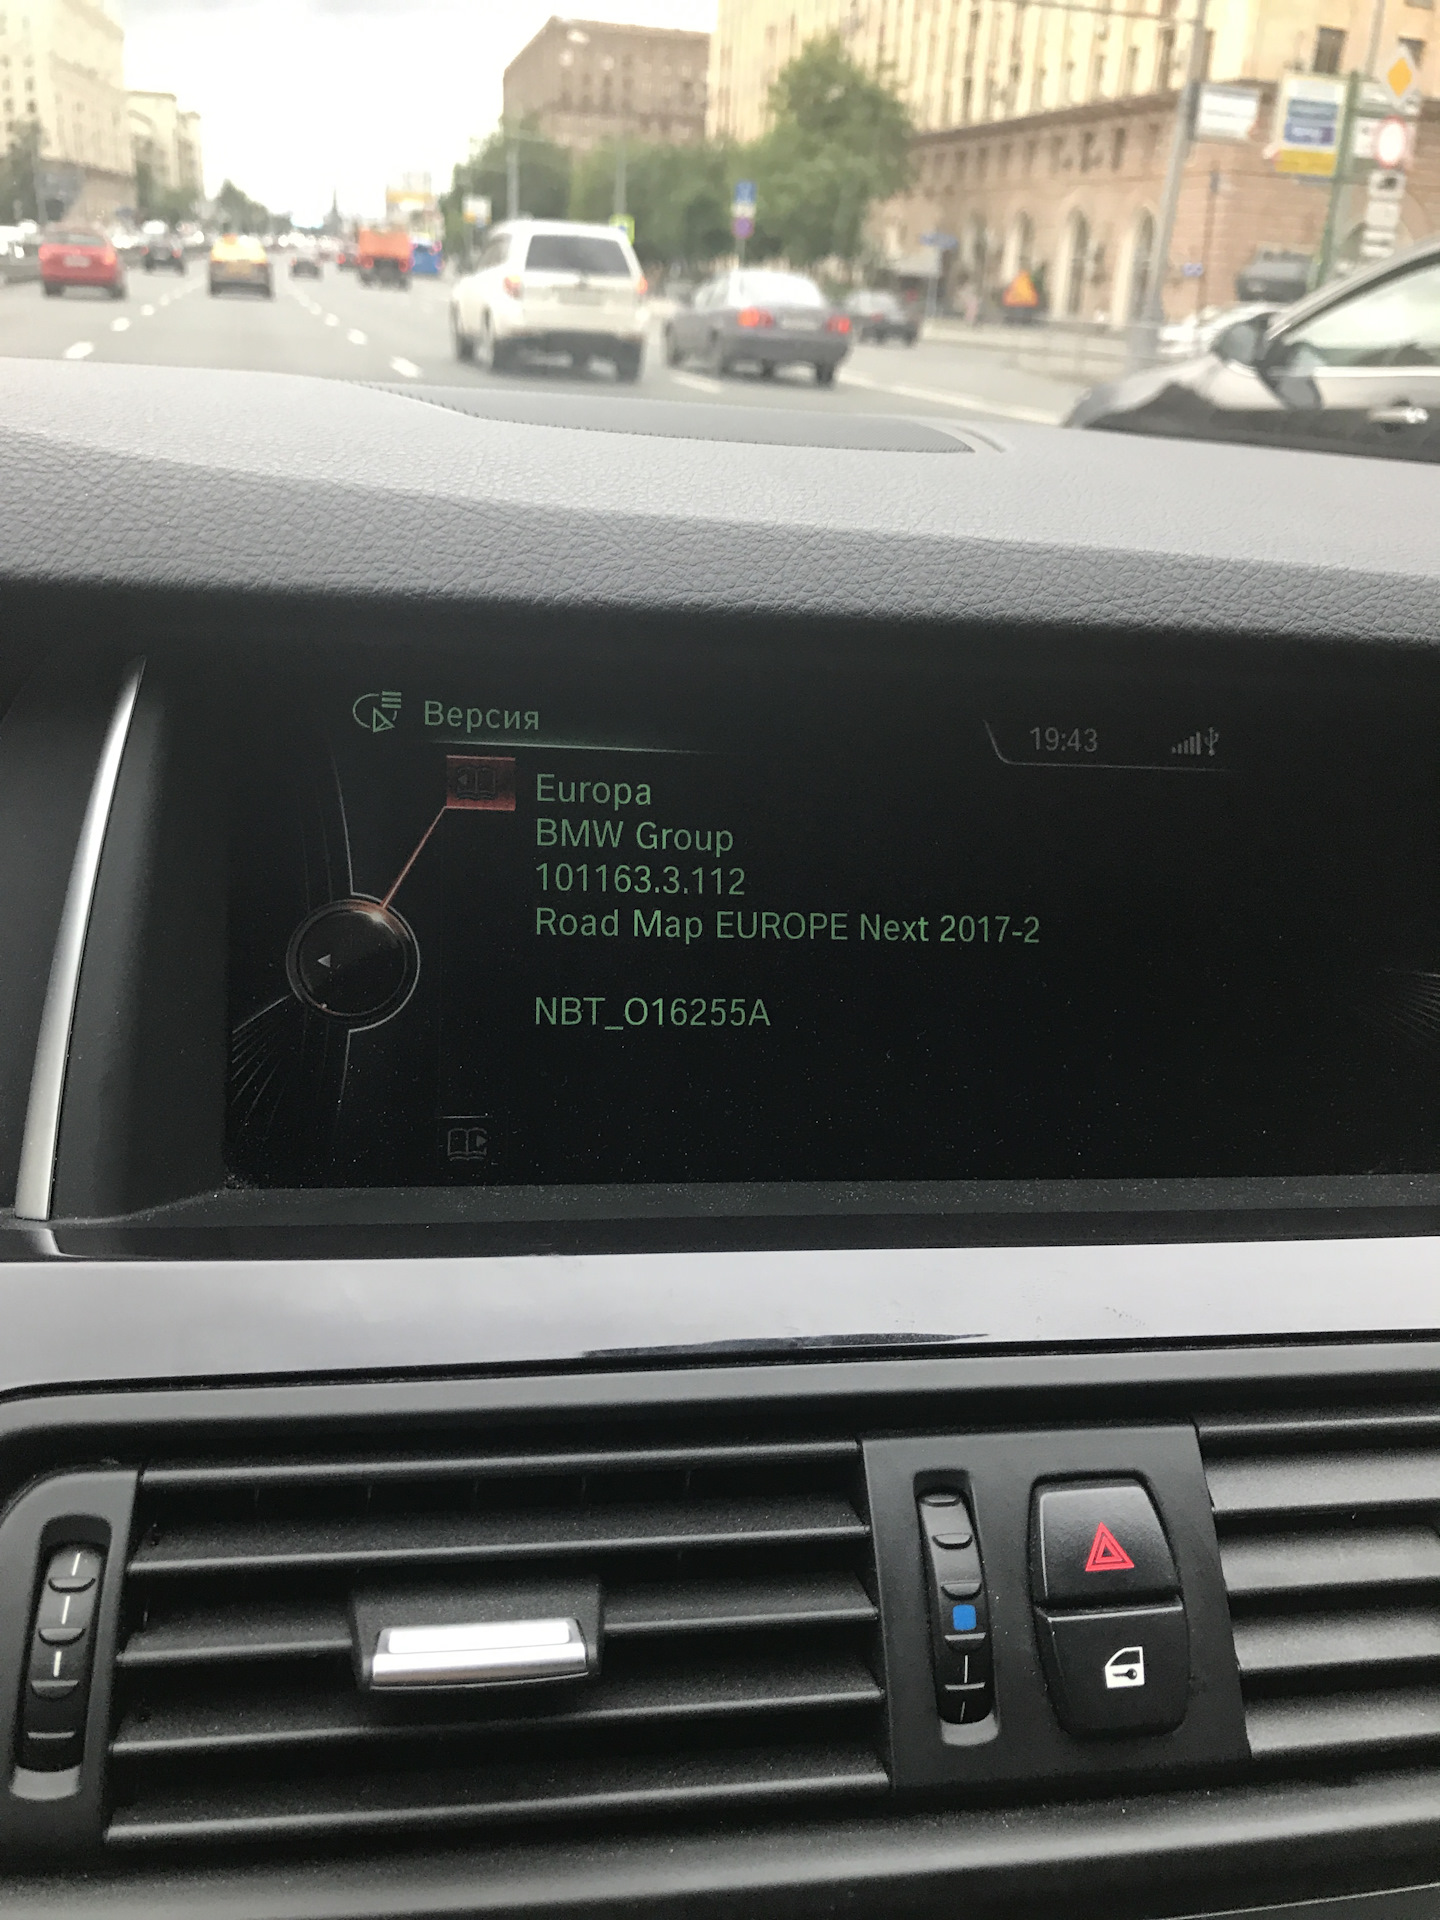 Версия
19:43
Europa
BMW Group
101163.3.112
Road Map EUROPE Next 2017-2
NBT_O16255A